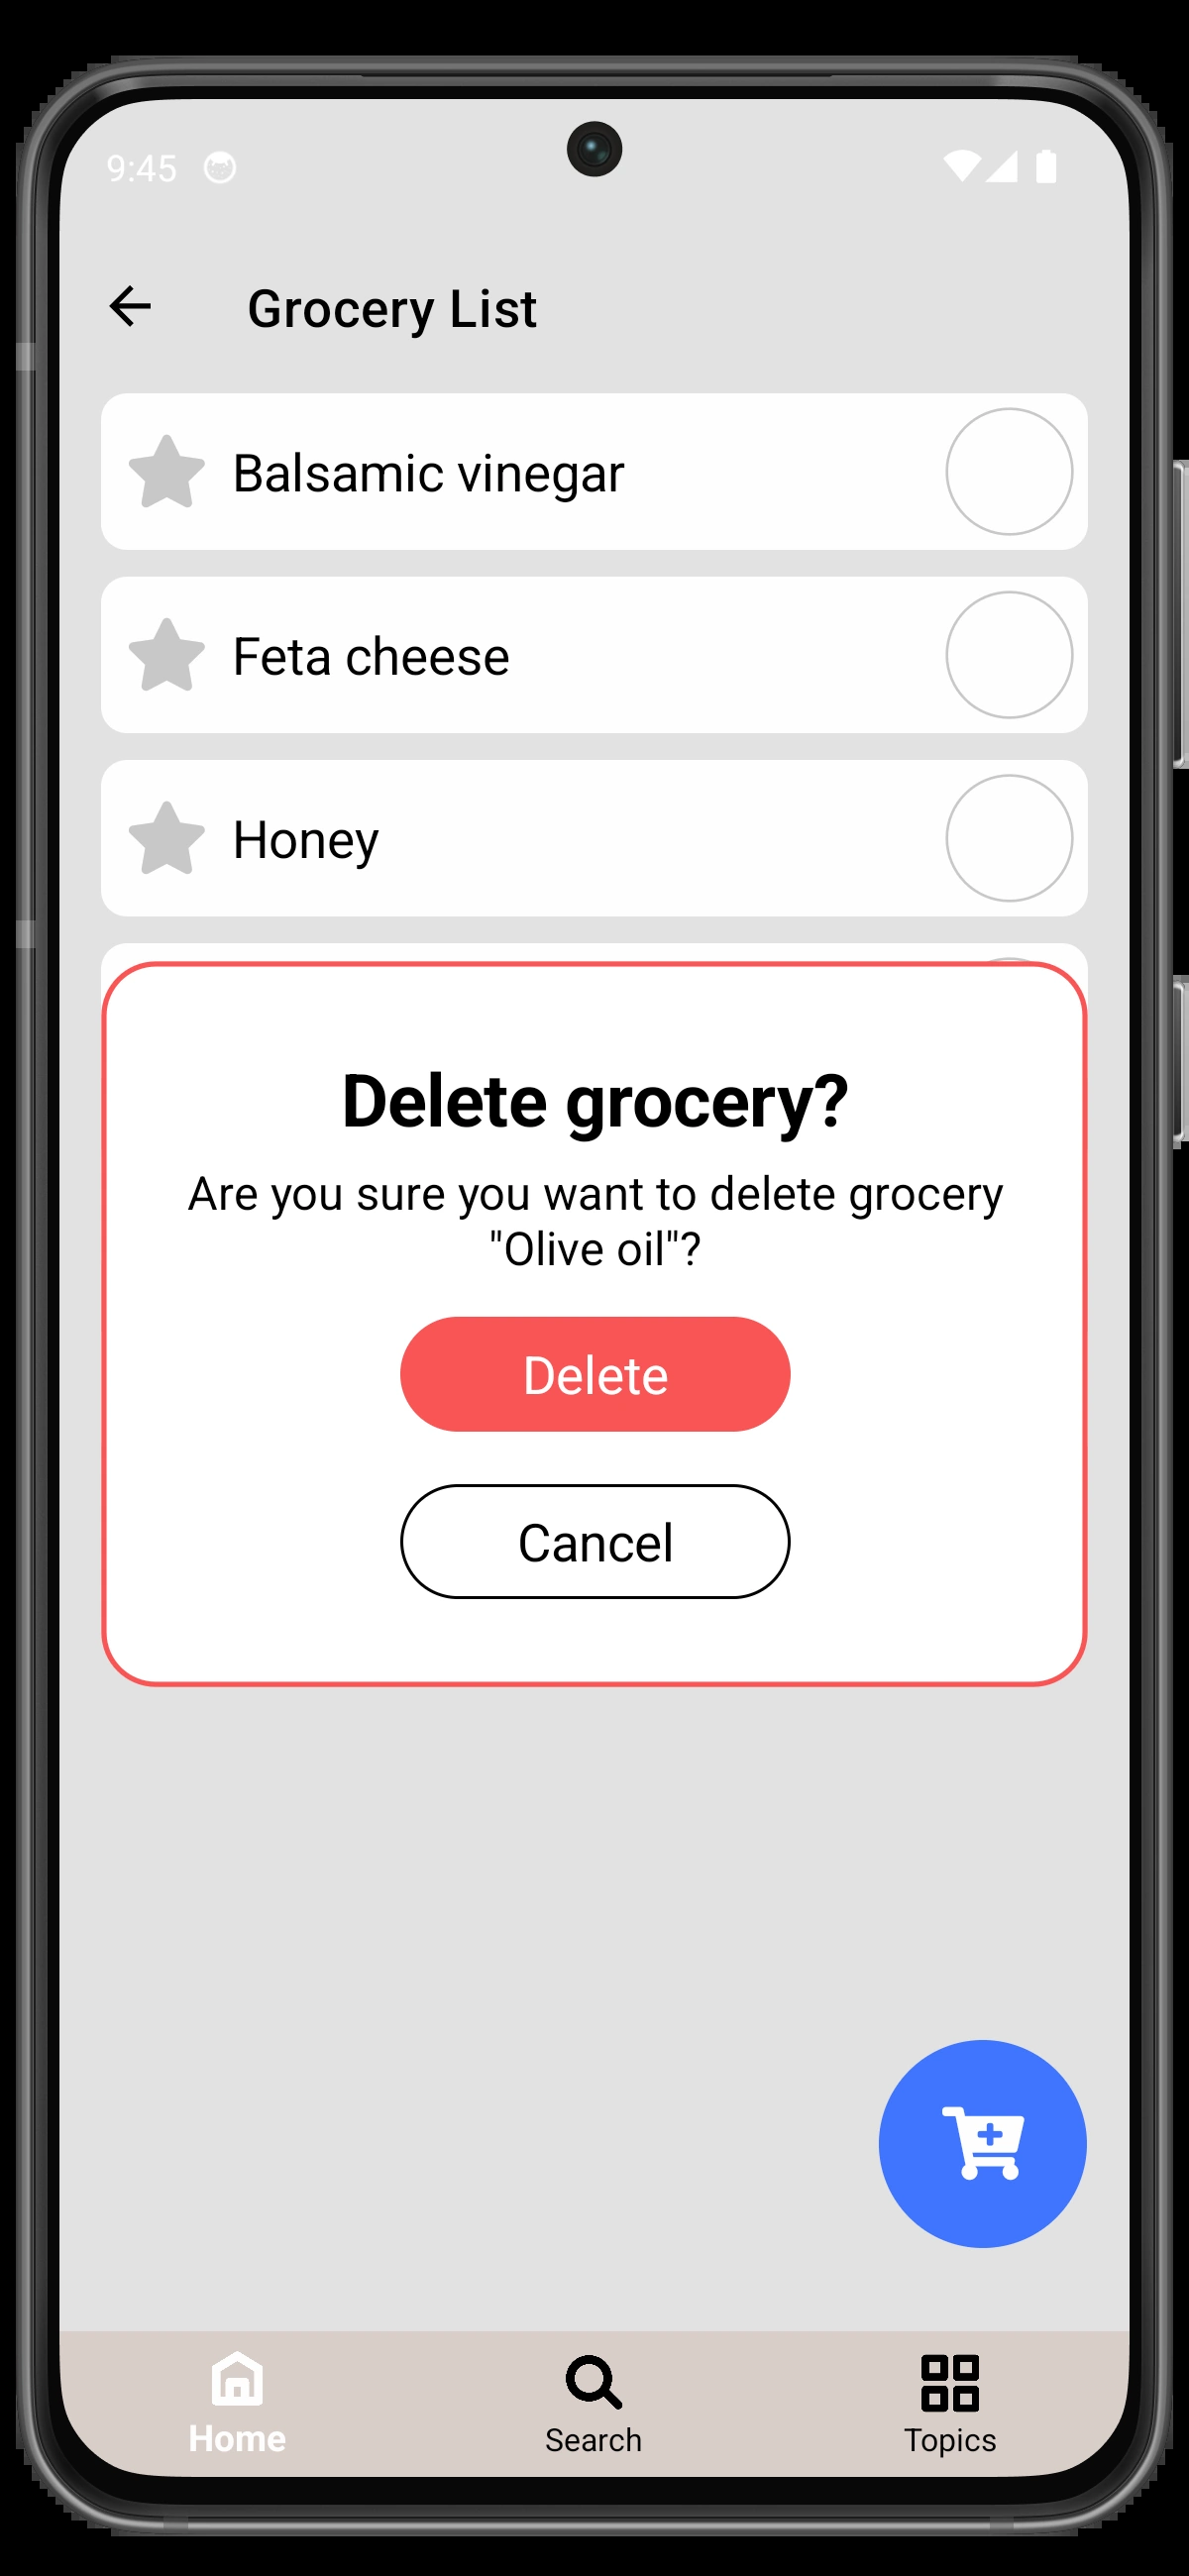 9:45
Grocery List
Balsamic vinegar
Feta cheese
Honey
Delete grocery?
Are you sure you want to delete grocery
"Olive oil"?
Delete
Cancel
Home
Search
Topics